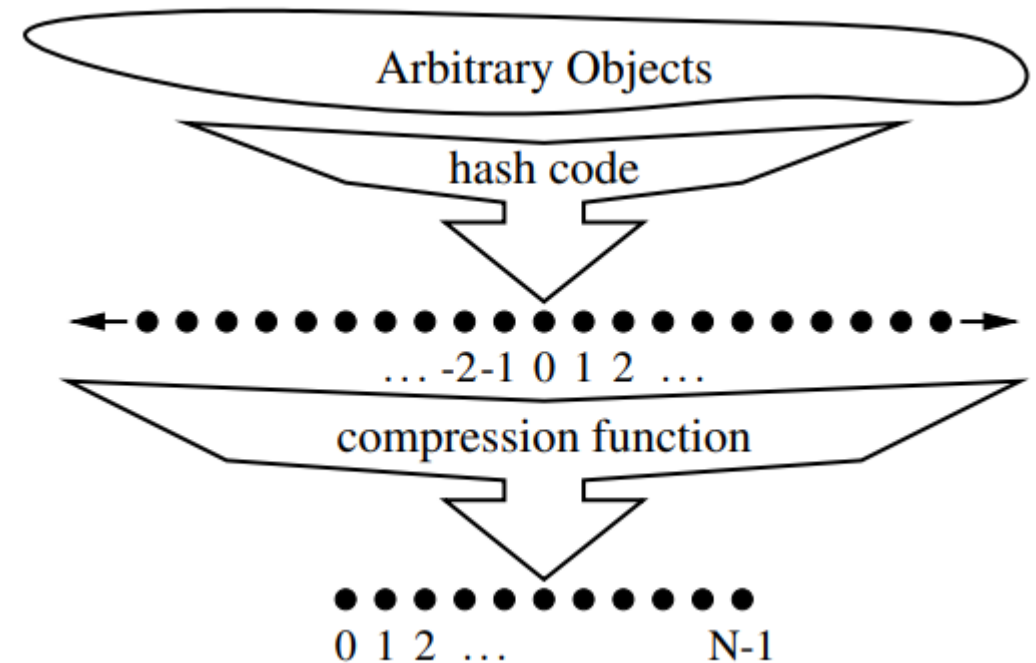 Arbitrary Objects
hash code
... -2-1 0 1 2 ...
compression function
0 1 2 ... N-1